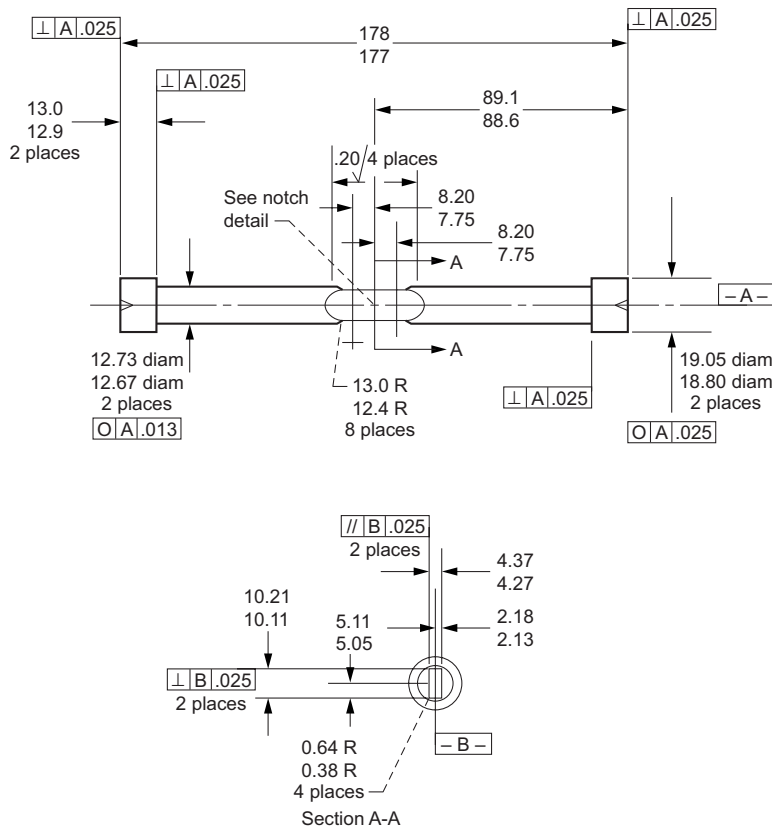 ⊥ A .025
178
177
⊥ A .025
⊥ A .025
13.0
12.9
2 places
89.1
88.6
.20/4 places
See notch
detail
8.20
7.75
8.20
7.75
A
– A –
A
12.73 diam
12.67 diam
2 places
O A .013
13.0 R
12.4 R
8 places
⊥ A .025
19.05 diam
18.80 diam
2 places
O A .025
// B .025
2 places
4.37
4.27
10.21
10.11
5.11
5.05
2.18
2.13
⊥ B .025
2 places
0.64 R
0.38 R
4 places
– B –
Section A-A